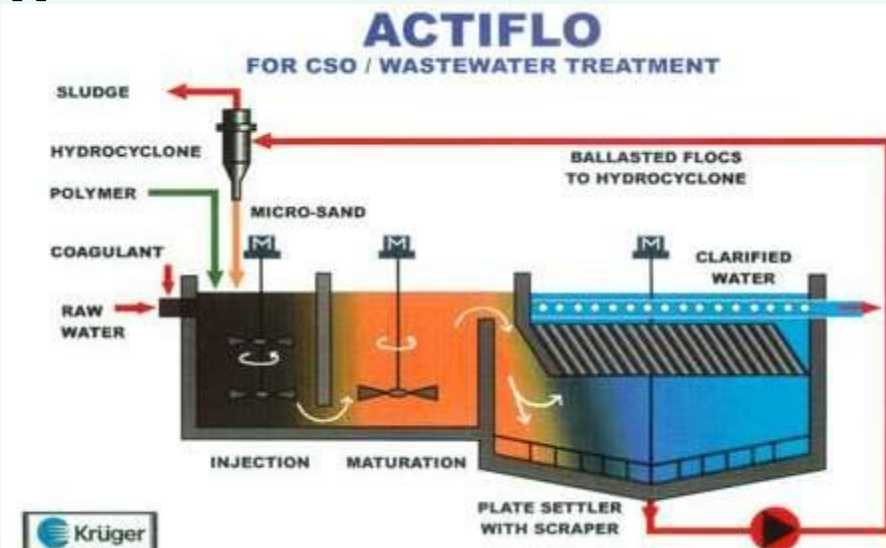 ACTIFLO
FOR CSO / WASTEWATER TREATMENT
SLUDGE
HYDROCYCLONE
BALLASTED FLOCS
TO HYDROCYCLONE
POLYMER
MICRO-SAND
COAGULANT
M
M
M
CLARIFIED
WATER
RAW
WATER
INJECTION
MATURATION
PLATE SETTLER
WITH SCRAPER
Krüger